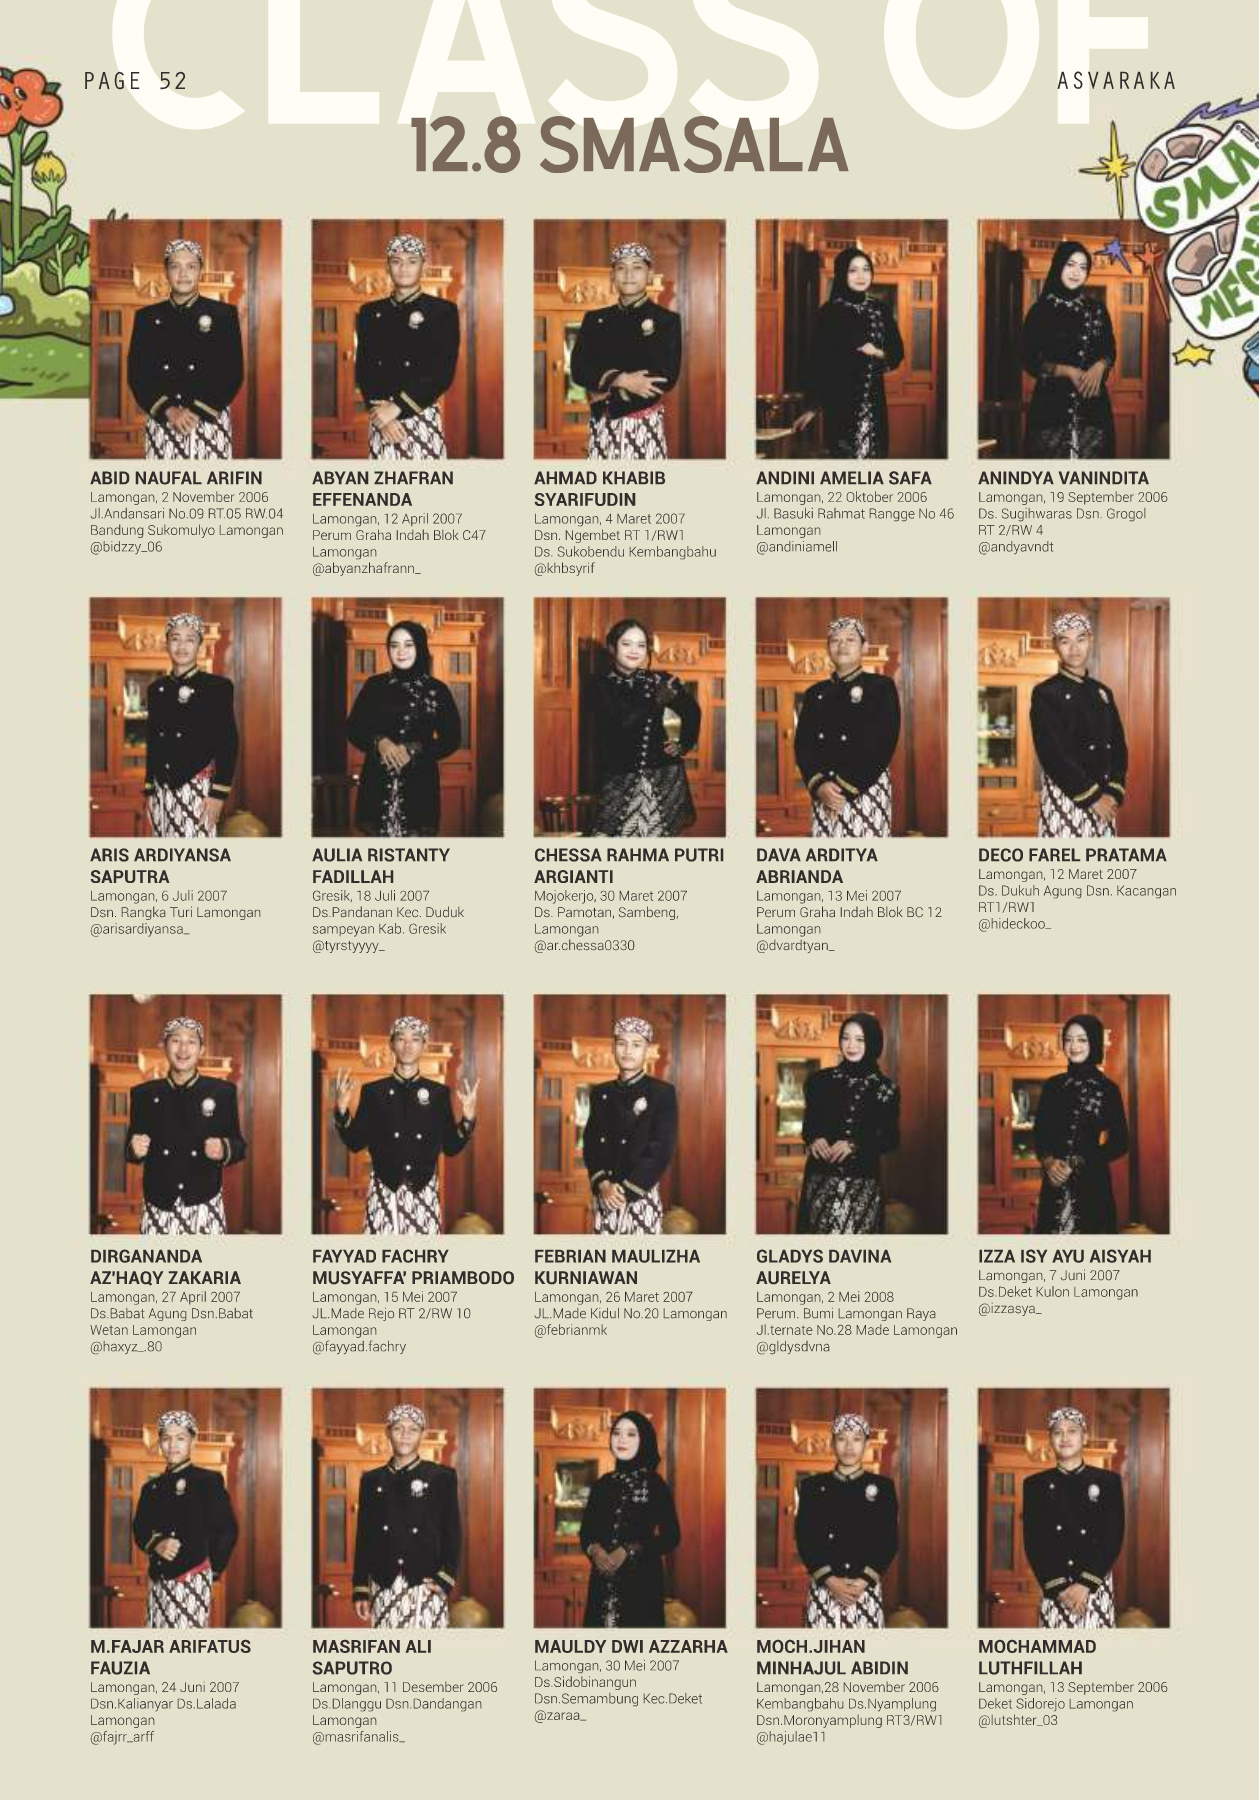 CLASS OF
PAGE 52
ASVARAKA
12.8 SMASALA
SMA
NEG
ABID NAUFAL ARIFIN
Lamongan, 2 November 2006
Jl.Andansari No.09 RT.05 RW.04
Bandung Sukomulyo Lamongan
@bidzzy_06
ABYAN ZHAFRAN
EFFENANDA
Lamongan, 12 April 2007
Perum Graha Indah Blok C47
Lamongan
@abyanzhafrann_
AHMAD KHABIB
SYARIFUDIN
Lamongan, 4 Maret 2007
Dsn. Ngembet RT 1/RW1
Ds. Sukobendu Kembangbahu
@khbsyrif
ANDINI AMELIA SAFA
Lamongan, 22 Oktober 2006
Jl. Basuki Rahmat Rangge No 46
Lamongan
@andiniamell
ANINDYA VANINDITA
Lamongan, 19 September 2006
Ds. Sugihwaras Dsn. Grogol
RT 2/RW 4
@andyavndt
ARIS ARDIYANSA
SAPUTRA
Lamongan, 6 Juli 2007
Dsn. Rangka Turi Lamongan
@arisardiyansa_
AULIA RISTANTY
FADILLAH
Gresik, 18 Juli 2007
Ds.Pandanan Kec. Duduk
sampeyan Kab. Gresik
@tyrstyyyy_
CHESSA RAHMA PUTRI
ARGIANTI
Mojokerjo, 30 Maret 2007
Ds. Pamotan, Sambeng,
Lamongan
@ar.chessa0330
DAVA ARDITYA
ABRIANDA
Lamongan, 13 Mei 2007
Perum Graha Indah Blok BC 12
Lamongan
@dvardtyan_
DECO FAREL PRATAMA
Lamongan, 12 Maret 2007
Ds. Dukuh Agung Dsn. Kacangan
RT1/RW1
@hideckoo_
DIRGANANDA
AZ'HAQY ZAKARIA
Lamongan, 27 April 2007
Ds.Babat Agung Dsn.Babat
Wetan Lamongan
@haxyz_.80
FAYYAD FACHRY
MUSYAFFA' PRIAMBODO
Lamongan, 15 Mei 2007
JL.Made Rejo RT 2/RW 10
Lamongan
@fayyad.fachry
FEBRIAN MAULIZHA
KURNIAWAN
Lamongan, 26 Maret 2007
JL.Made Kidul No.20 Lamongan
@febrianmk
GLADYS DAVINA
AURELYA
Lamongan, 2 Mei 2008
Perum. Bumi Lamongan Raya
Jl.ternate No.28 Made Lamongan
@gldysdvna
IZZA ISY AYU AISYAH
Lamongan, 7 Juni 2007
Ds.Deket Kulon Lamongan
@izzasya_
M.FAJAR ARIFATUS
FAUZIA
Lamongan, 24 Juni 2007
Dsn.Kalianyar Ds.Lalada
Lamongan
@fajrr_arff
MASRIFAN ALI
SAPUTRO
Lamongan, 11 Desember 2006
Ds.Dlanggu Dsn.Dandangan
Lamongan
@masrifanalis_
MAULDY DWI AZZARHA
Lamongan, 30 Mei 2007
Ds.Sidobinangun
Dsn.Semambung Kec.Deket
@zaraa_
MOCH.JIHAN
MINHAJUL ABIDIN
Lamongan,28 November 2006
Kembangbahu Ds.Nyamplung
Dsn.Moronyamplung RT3/RW1
@hajulae11
MOCHAMMAD
LUTHFILLAH
Lamongan, 13 September 2006
Deket Sidorejo Lamongan
@lutshter_03